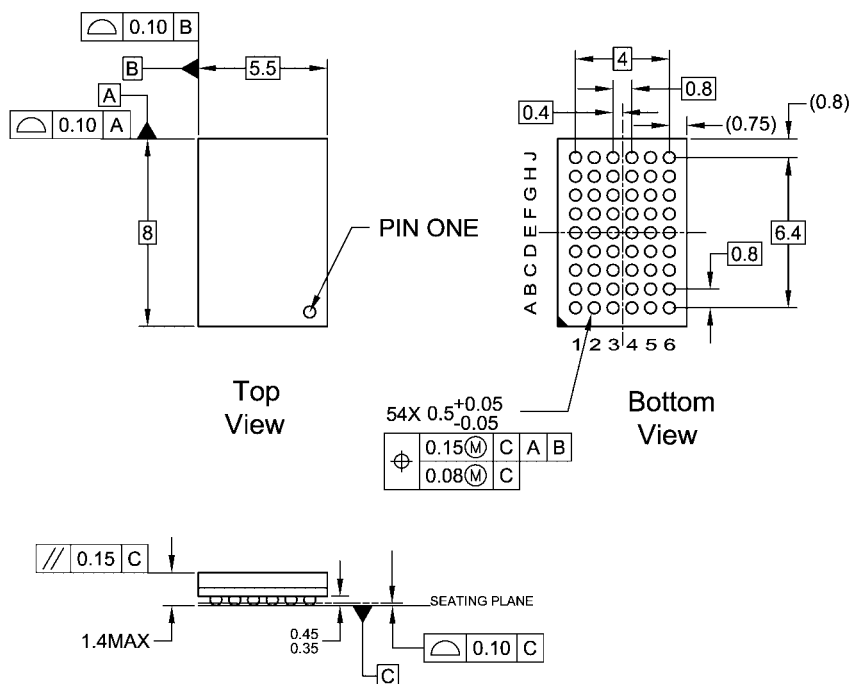 ⌓ 0.10 B
B
5.5
A
⌓ 0.10 A
8
PIN ONE
Top
View
4
0.8
0.4
(0.75)
(0.8)
J
H
G
F
E
D
C
B
A
6.4
0.8
1 2 3 4 5 6
54X 0.5 +0.05
-0.05
⌖ 0.15 Ⓜ C A B
0.08 Ⓜ C
Bottom
View
// 0.15 C
1.4MAX
0.45
0.35
SEATING PLANE
⌓ 0.10 C
C